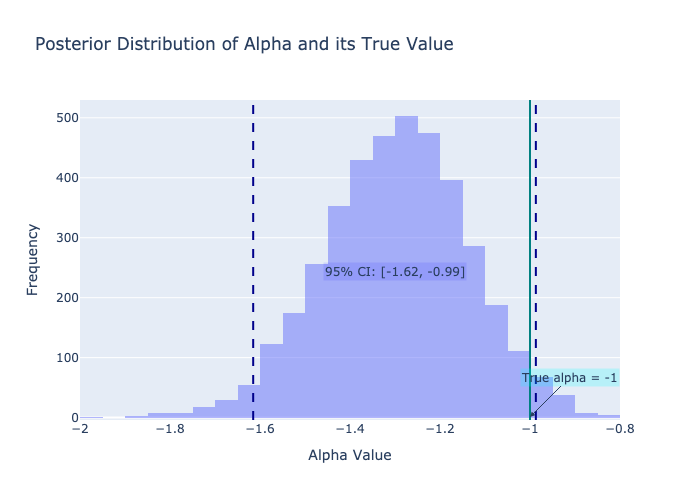 Posterior Distribution of Alpha and its True Value
500
400
300
200
100
0
Frequency
95% CI: [-1.62, -0.99]
True alpha = -1
−2
−1.8
−1.6
−1.4
−1.2
−1
−0.8
Alpha Value